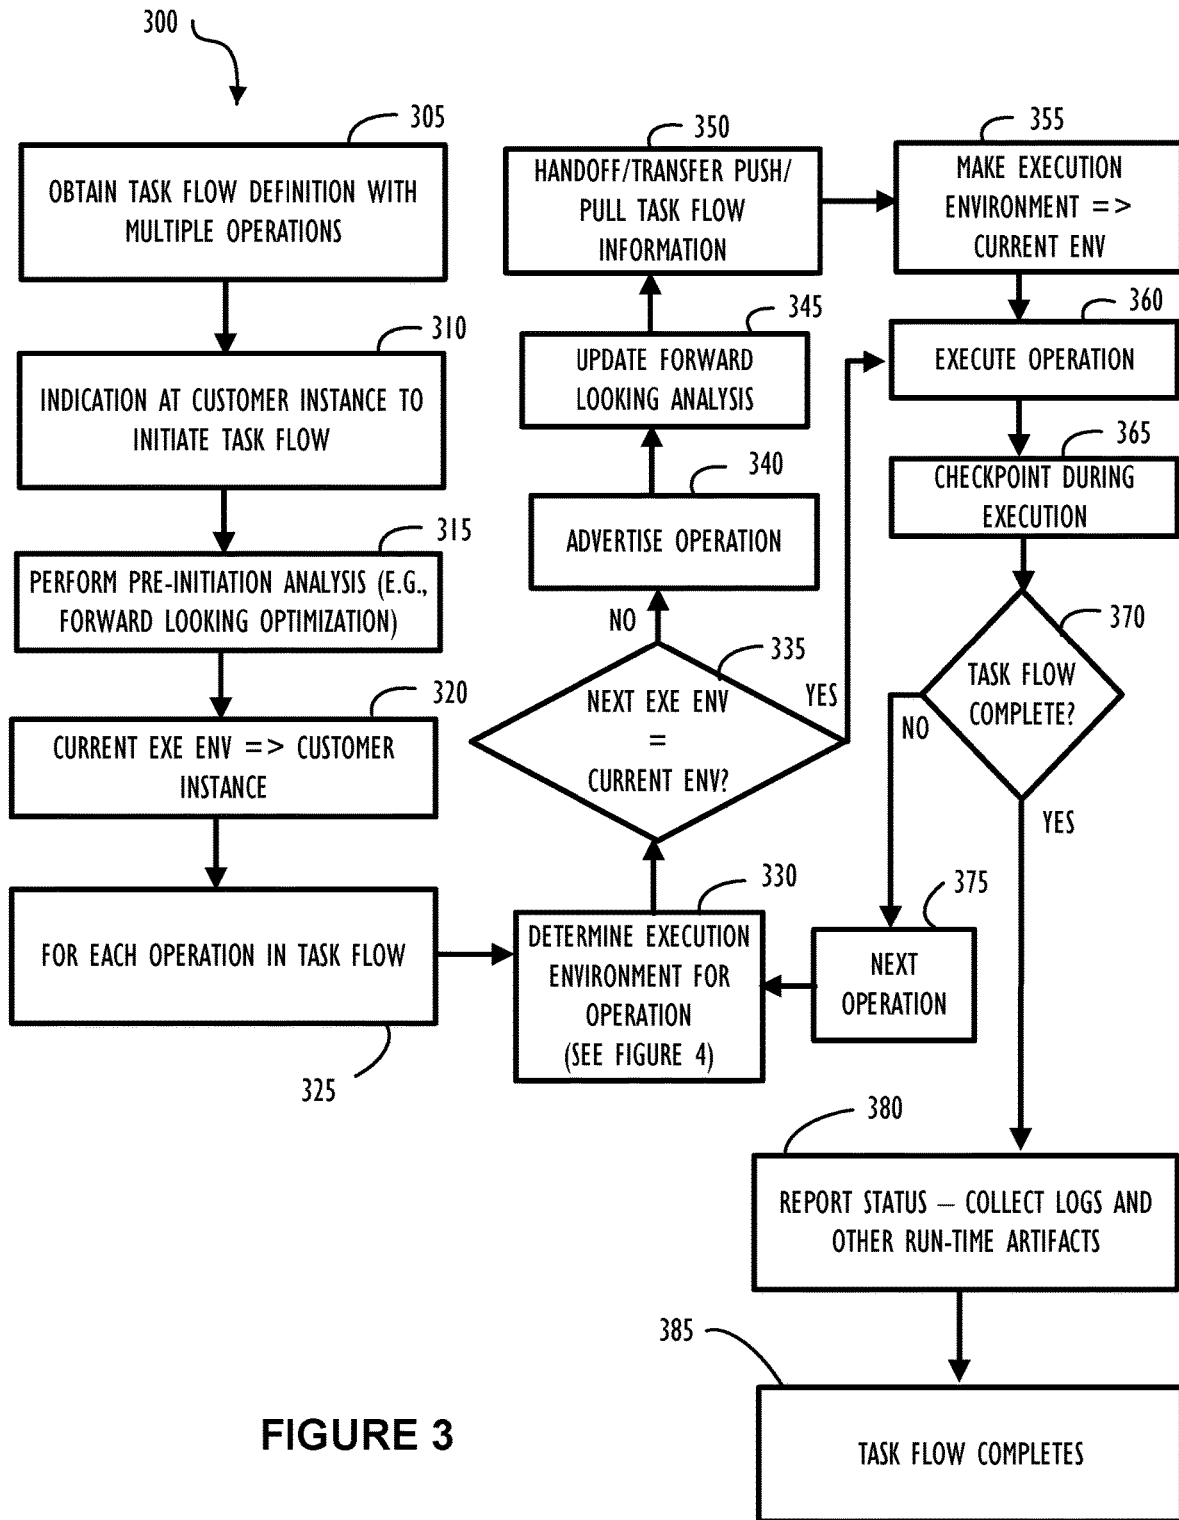 300
305
OBTAIN TASK FLOW DEFINITION WITH
MULTIPLE OPERATIONS
310
INDICATION AT CUSTOMER INSTANCE TO
INITIATE TASK FLOW
315
PERFORM PRE-INITIATION ANALYSIS (E.G.,
FORWARD LOOKING OPTIMIZATION)
320
CURRENT EXE ENV => CUSTOMER
INSTANCE
FOR EACH OPERATION IN TASK FLOW
325
330
DETERMINE EXECUTION
ENVIRONMENT FOR
OPERATION
(SEE FIGURE 4)
335
NEXT EXE ENV
=
CURRENT ENV?
NO
YES
340
ADVERTISE OPERATION
345
UPDATE FORWARD
LOOKING ANALYSIS
350
HANDOFF/TRANSFER PUSH/
PULL TASK FLOW
INFORMATION
355
MAKE EXECUTION
ENVIRONMENT =>
CURRENT ENV
360
EXECUTE OPERATION
365
CHECKPOINT DURING
EXECUTION
370
TASK FLOW
COMPLETE?
NO
YES
375
NEXT
OPERATION
380
REPORT STATUS – COLLECT LOGS AND
OTHER RUN-TIME ARTIFACTS
385
TASK FLOW COMPLETES
FIGURE 3